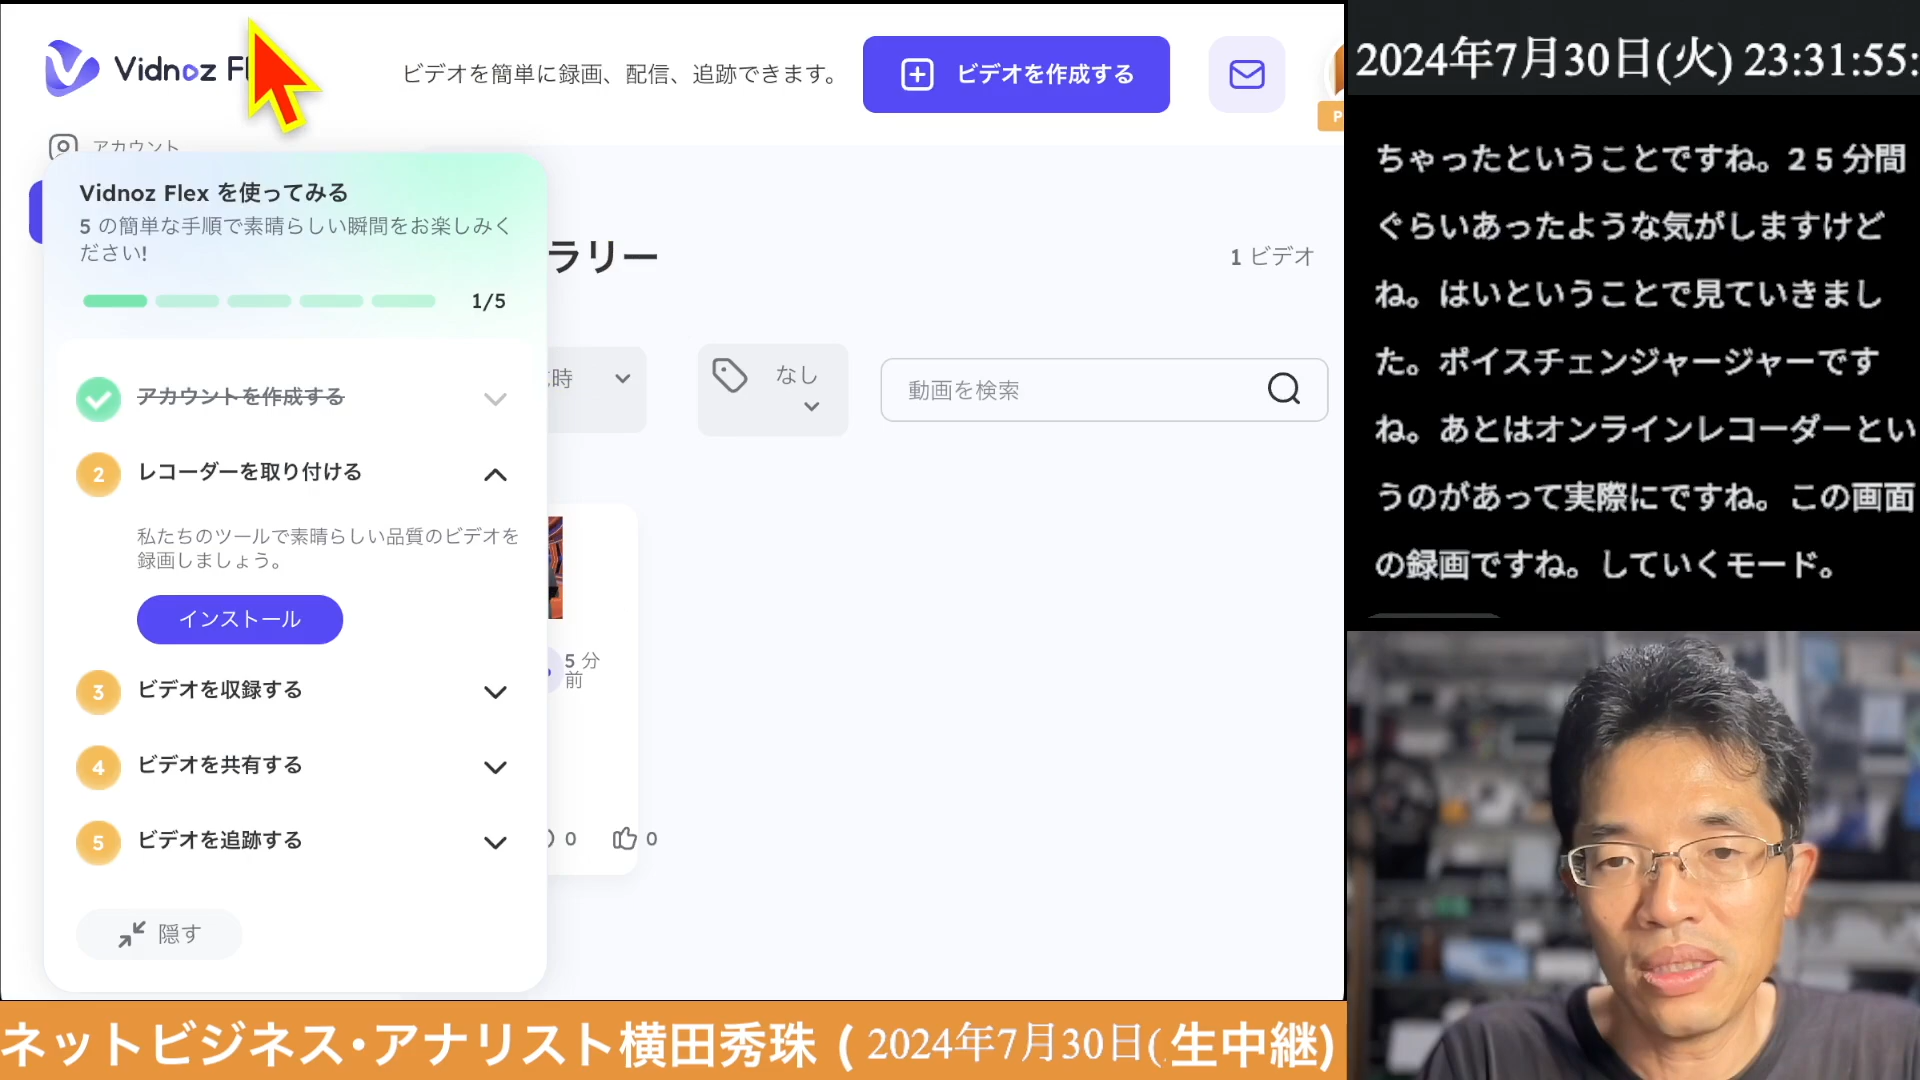 Vidnoz Fl
ビデオを簡単に録画、配信、追跡できます。
ビデオを作成する
P
アカウント
Vidnoz Flex を使ってみる
5 の簡単な手順で素晴らしい瞬間をお楽しみく
ださい!
1/5
アカウントを作成する
2
レコーダーを取り付ける
私たちのツールで素晴らしい品質のビデオを
録画しましょう。
インストール
3
ビデオを収録する
4
ビデオを共有する
5
ビデオを追跡する
隠す
ラリー
1 ビデオ
時
なし
動画を検索
5 分
前
0
0
2024年7月30日(火) 23:31:55:
ちゃったということですね。２５分間
ぐらいあったような気がしますけど
ね。はいということで見ていきまし
た。ボイスチェンジャージャーです
ね。あとはオンラインレコーダーとい
うのがあって実際にですね。この画面
の録画ですね。していくモード。
ネットビジネス・アナリスト横田秀珠 ( 2024年7月30日( 生中継)